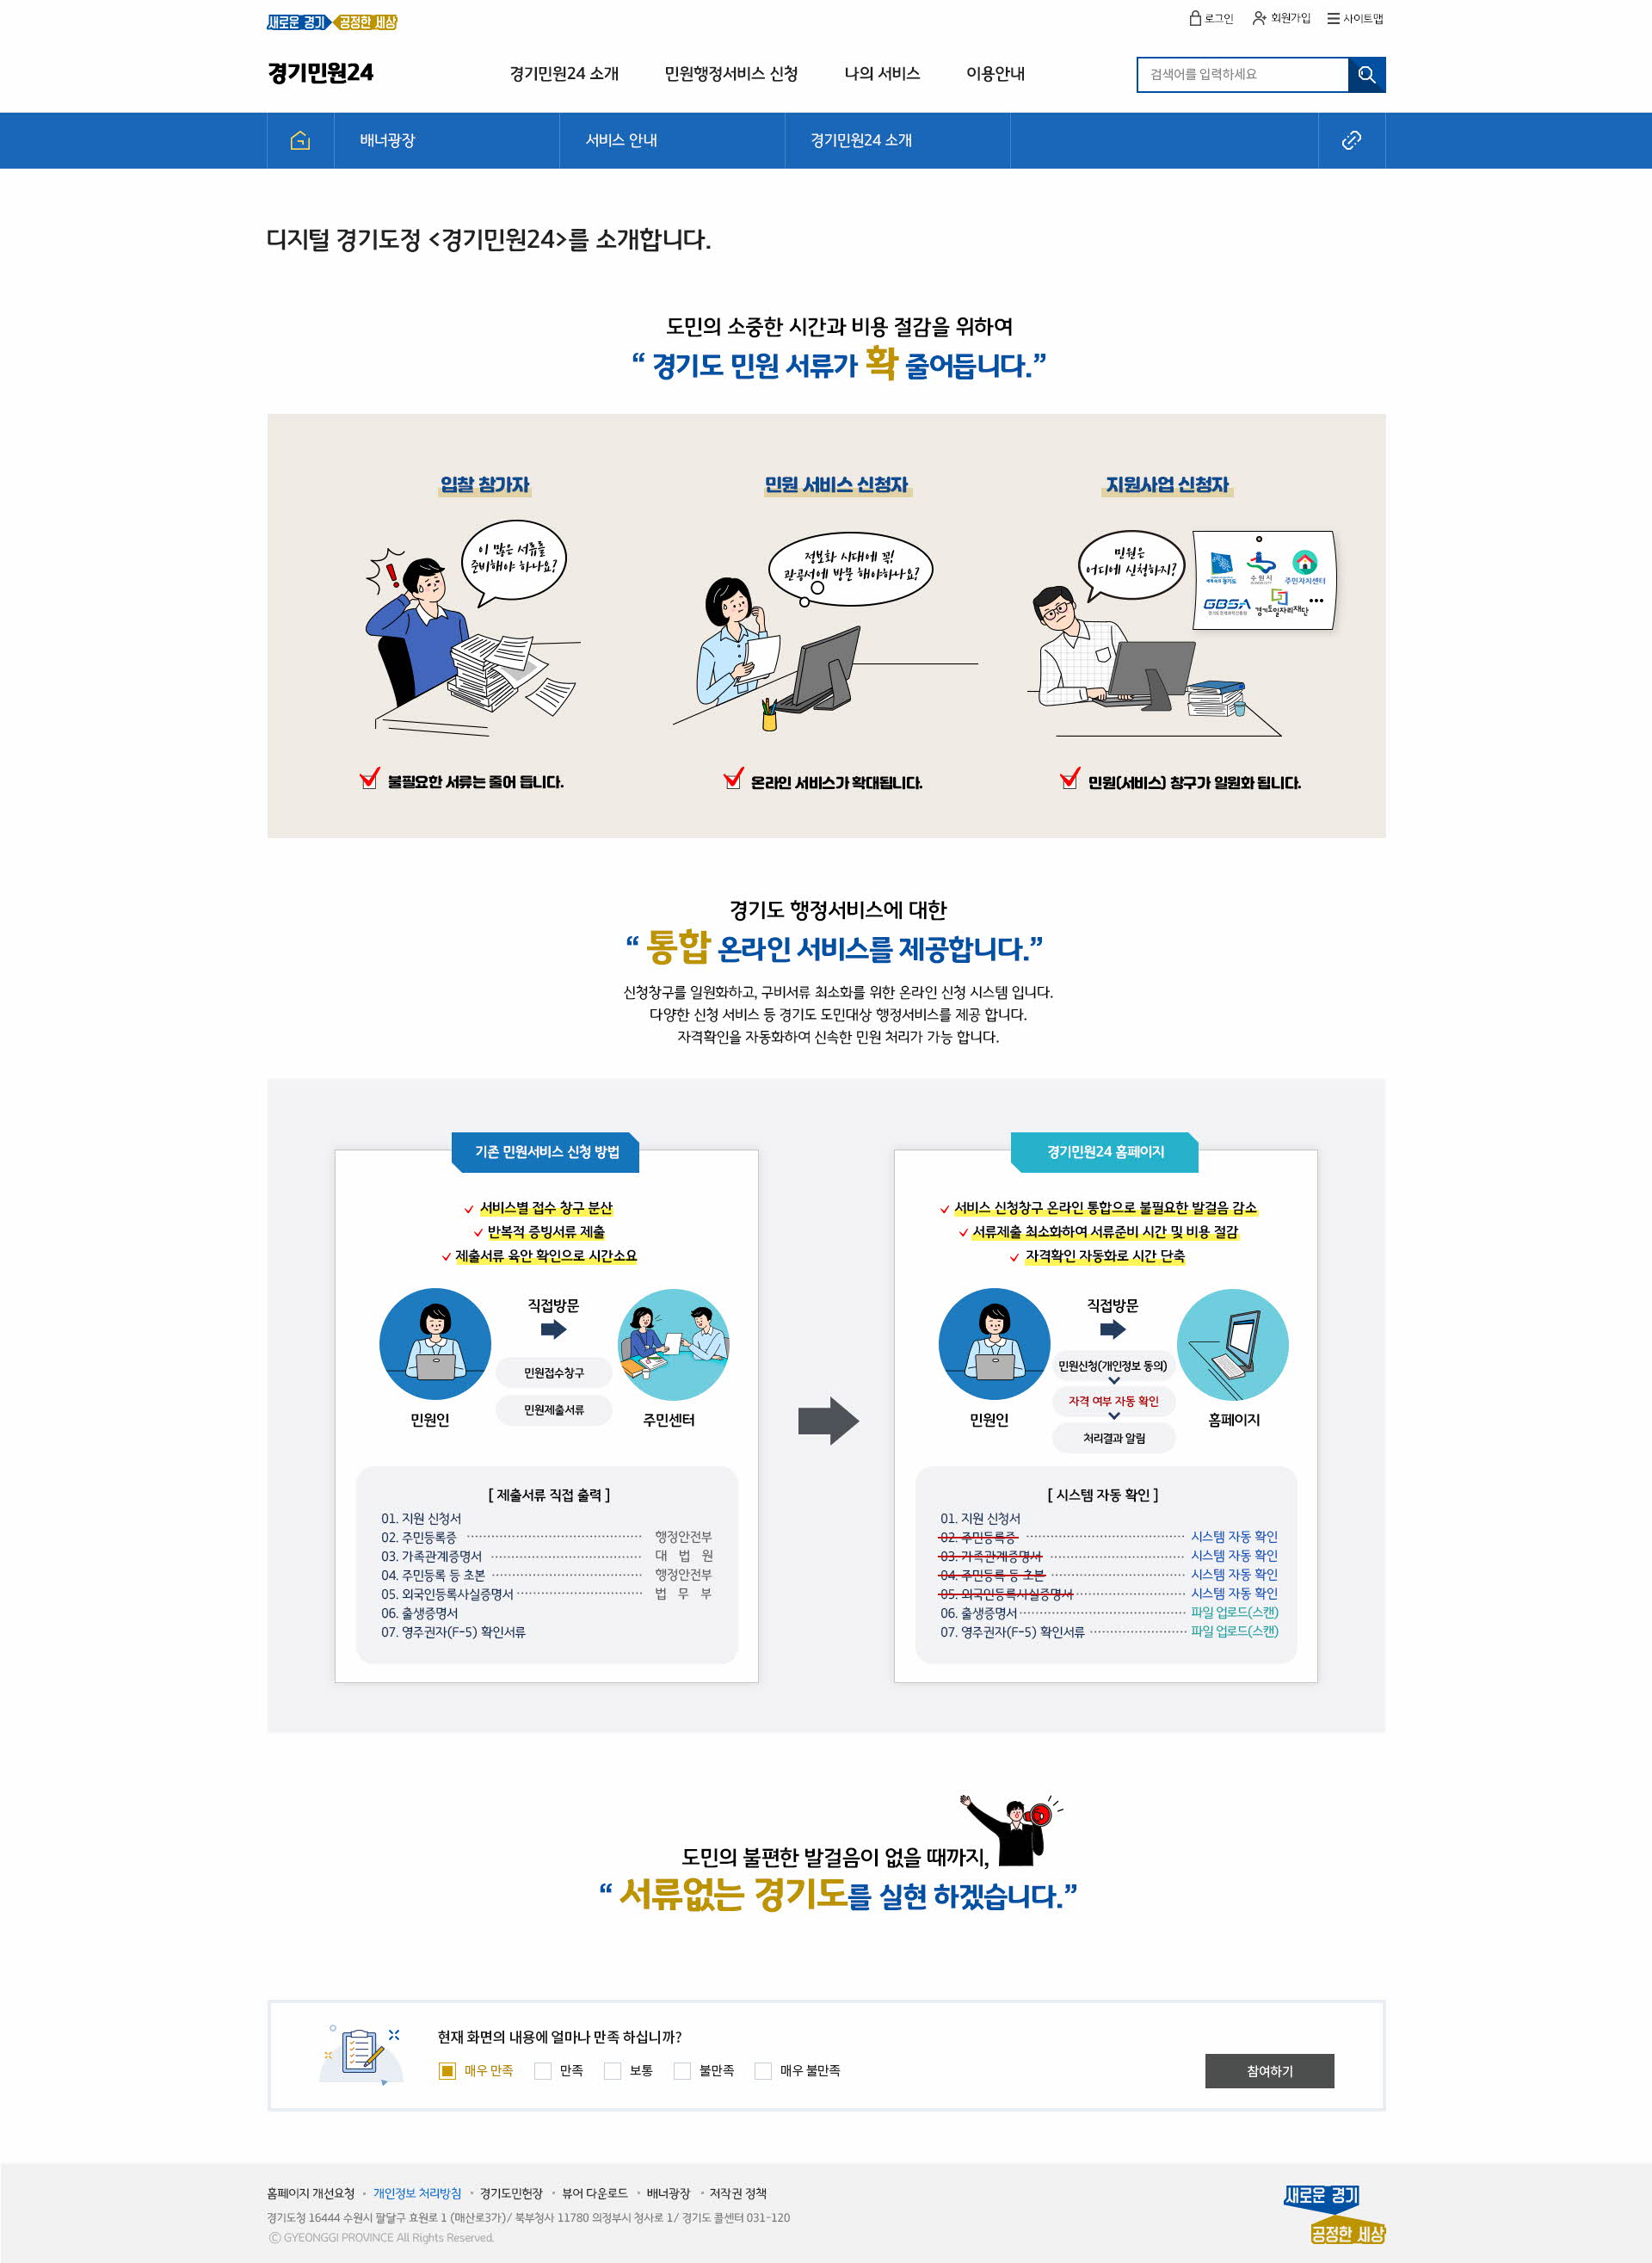 새로운 경기 공정한 세상
로그인 회원가입 사이트맵
경기민원24
경기민원24 소개 민원행정서비스 신청 나의 서비스 이용안내
검색어를 입력하세요
배너광장 서비스 안내 경기민원24 소개
디지털 경기도정 <경기민원24>를 소개합니다.
도민의 소중한 시간과 비용 절감을 위하여
“ 경기도 민원 서류가 확 줄어듭니다.”
입찰 참가자
이 많은 서류를
준비해야 하나요?
불필요한 서류는 줄어 듭니다.
민원 서비스 신청자
정보화 시대에 꼭!
관공서에 방문 해야하나요?
온라인 서비스가 확대됩니다.
지원사업 신청자
민원은
어디에 신청하지?
경기도
수원시
주민자치센터
GBSA
경기도일자리재단
민원(서비스) 창구가 일원화 됩니다.
경기도 행정서비스에 대한
“ 통합 온라인 서비스를 제공합니다.”
신청창구를 일원화하고, 구비서류 최소화를 위한 온라인 신청 시스템 입니다.
다양한 신청 서비스 등 경기도 도민대상 행정서비스를 제공 합니다.
자격확인을 자동화하여 신속한 민원 처리가 가능 합니다.
기존 민원서비스 신청 방법
서비스별 접수 창구 분산
반복적 증빙서류 제출
제출서류 육안 확인으로 시간소요
직접방문
민원접수창구
민원제출서류
민원인
주민센터
[ 제출서류 직접 출력 ]
01. 지원 신청서
02. 주민등록증 행정안전부
03. 가족관계증명서 대 법 원
04. 주민등록 등 초본 행정안전부
05. 외국인등록사실증명서 법 무 부
06. 출생증명서
07. 영주권자(F-5) 확인서류
경기민원24 홈페이지
서비스 신청창구 온라인 통합으로 불필요한 발걸음 감소
서류제출 최소화하여 서류준비 시간 및 비용 절감
자격확인 자동화로 시간 단축
직접방문
민원신청(개인정보 동의)
자격 여부 자동 확인
처리결과 알림
민원인
홈페이지
[ 시스템 자동 확인 ]
01. 지원 신청서
02. 주민등록증 시스템 자동 확인
03. 가족관계증명서 시스템 자동 확인
04. 주민등록 등 초본 시스템 자동 확인
05. 외국인등록사실증명서 시스템 자동 확인
06. 출생증명서 파일 업로드(스캔)
07. 영주권자(F-5) 확인서류 파일 업로드(스캔)
도민의 불편한 발걸음이 없을 때까지,
“ 서류없는 경기도를 실현 하겠습니다.”
현재 화면의 내용에 얼마나 만족 하십니까?
매우 만족 만족 보통 불만족 매우 불만족
참여하기
홈페이지 개선요청 • 개인정보 처리방침 • 경기도민헌장 • 뷰어 다운로드 • 배너광장 • 저작권 정책
경기도청 16444 수원시 팔달구 효원로 1 (매산로3가)/ 북부청사 11780 의정부시 청사로 1/ 경기도 콜센터 031-120
ⓒ GYEONGGI PROVINCE All Rights Reserved.
새로운 경기
공정한 세상